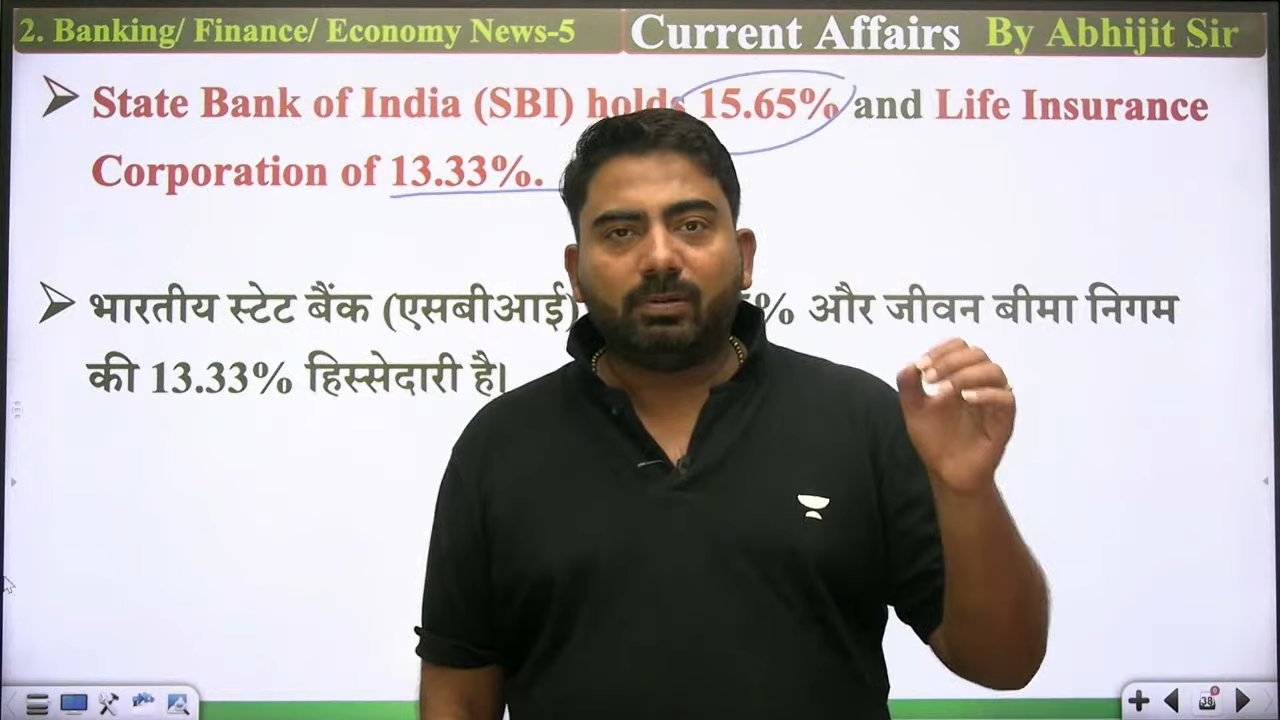 2. Banking/ Finance/ Economy News-5
Current Affairs By Abhijit Sir
State Bank of India (SBI) holds 15.65% and Life Insurance
Corporation of 13.33%.
भारतीय स्टेट बैंक (एसबीआई) % और जीवन बीमा निगम
की 13.33% हिस्सेदारी है।
38